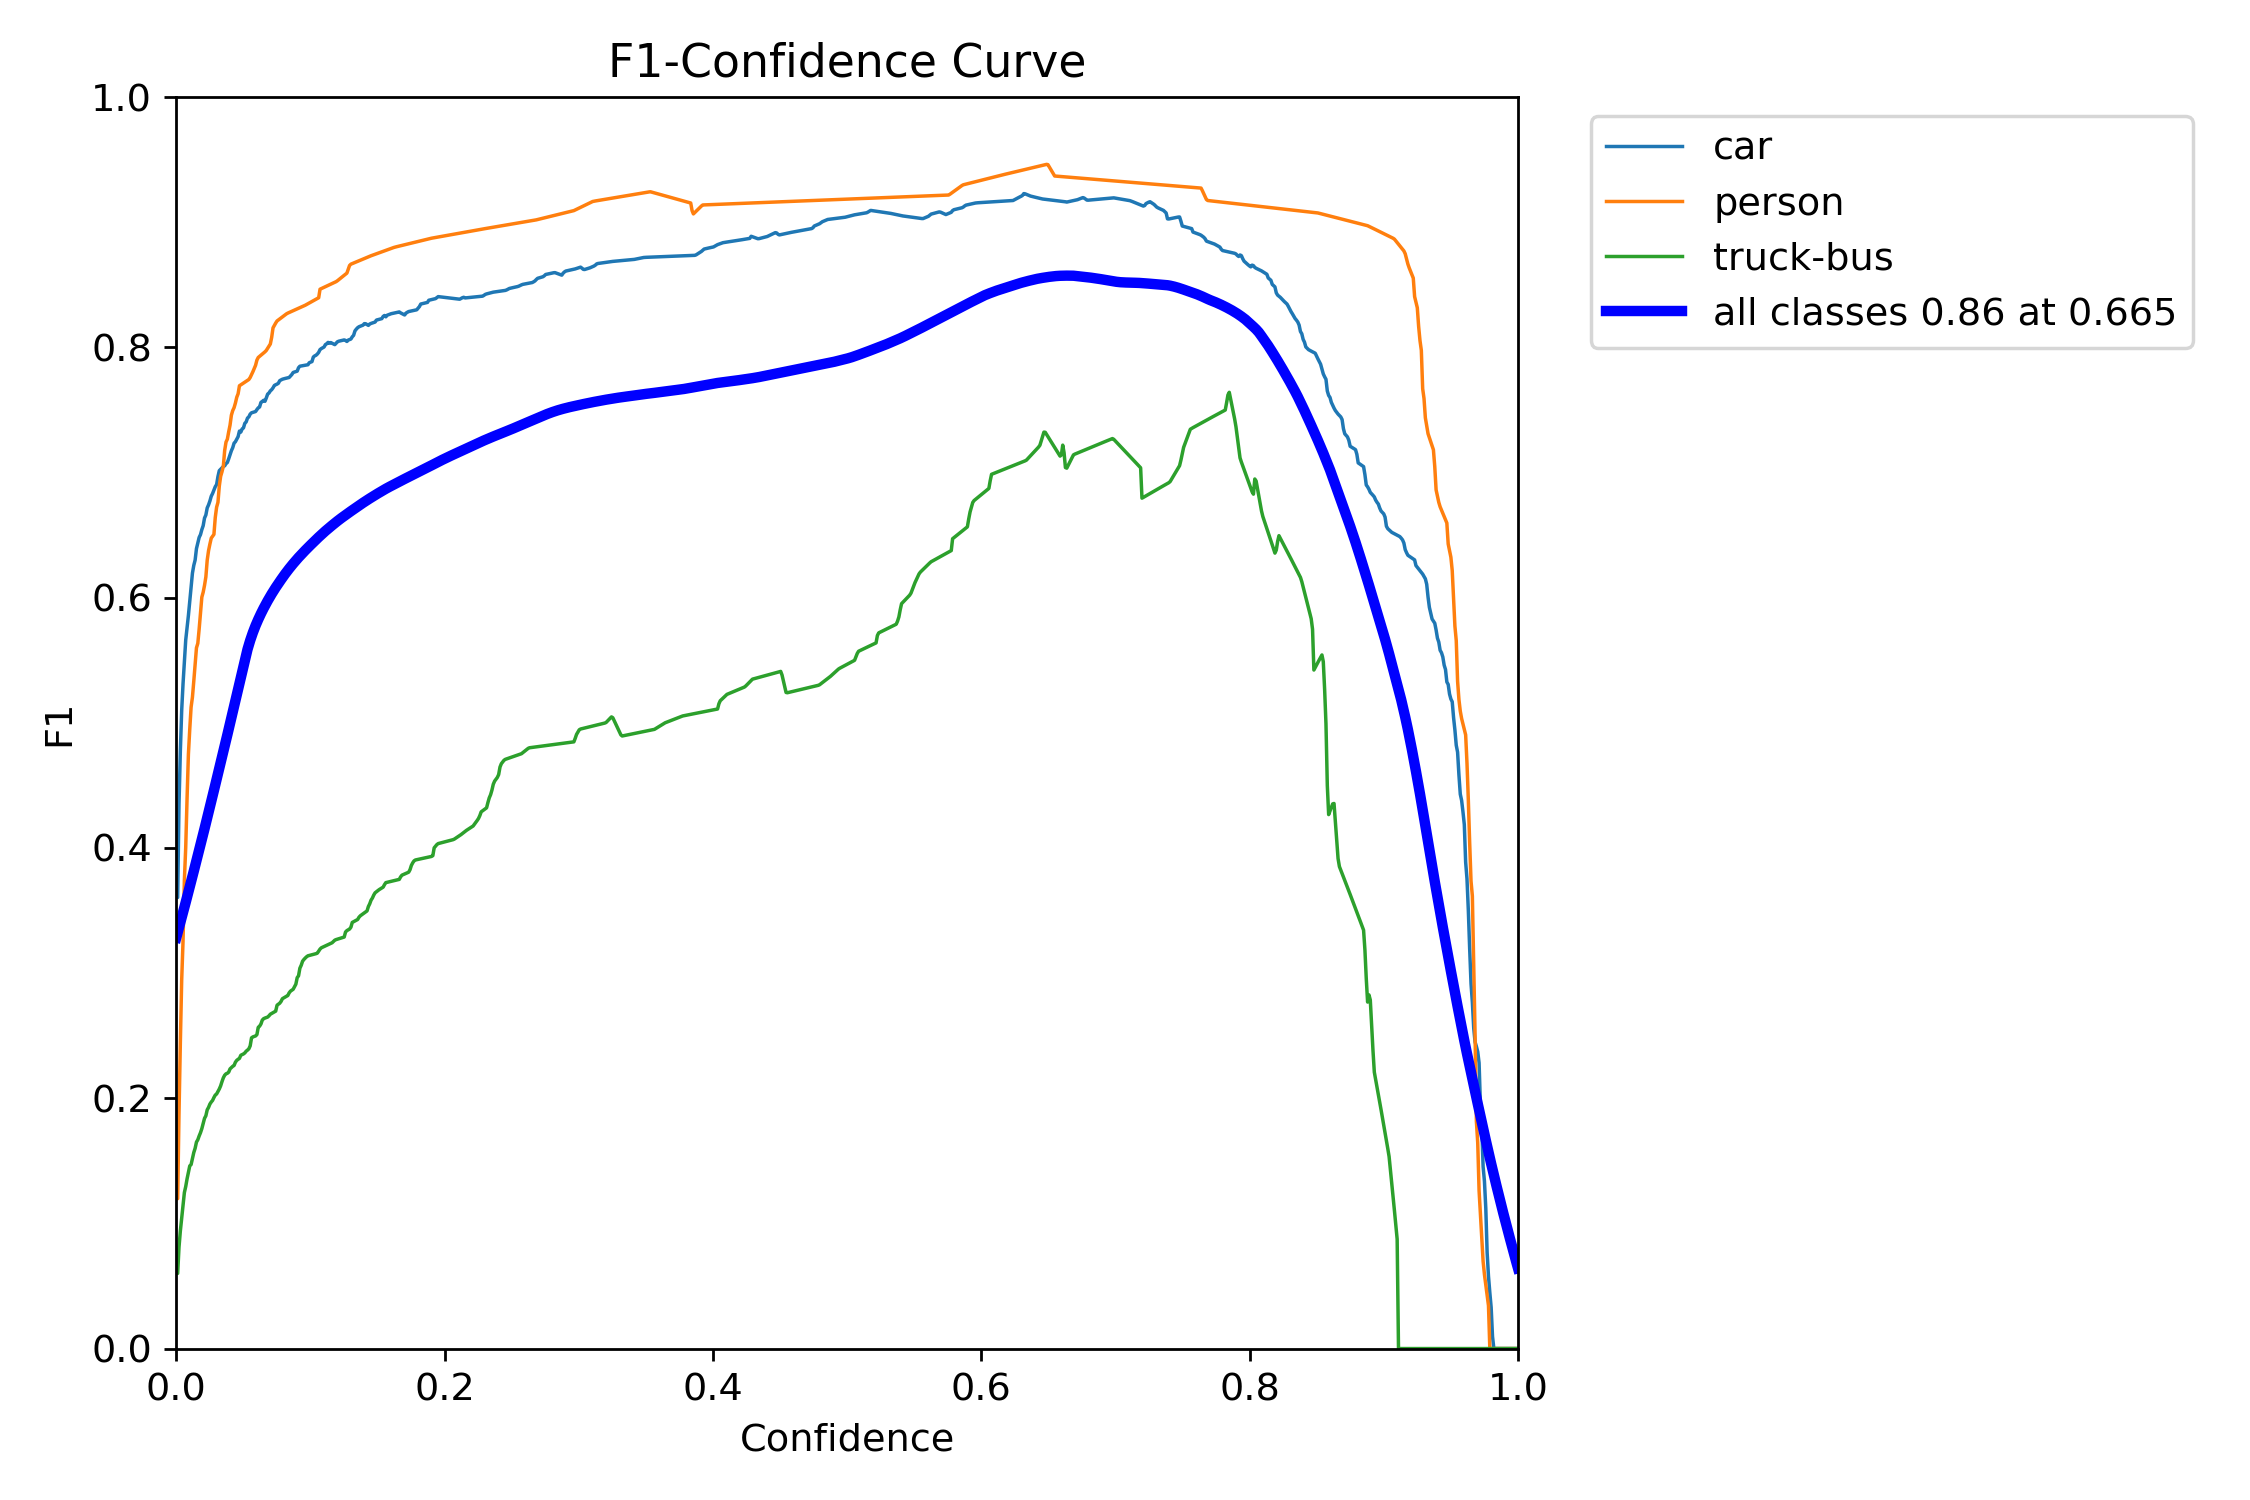 F1-Confidence Curve
1.0
0.8
0.6
0.4
0.2
0.0
F1
0.0 0.2 0.4 0.6 0.8 1.0
Confidence
car
person
truck-bus
all classes 0.86 at 0.665